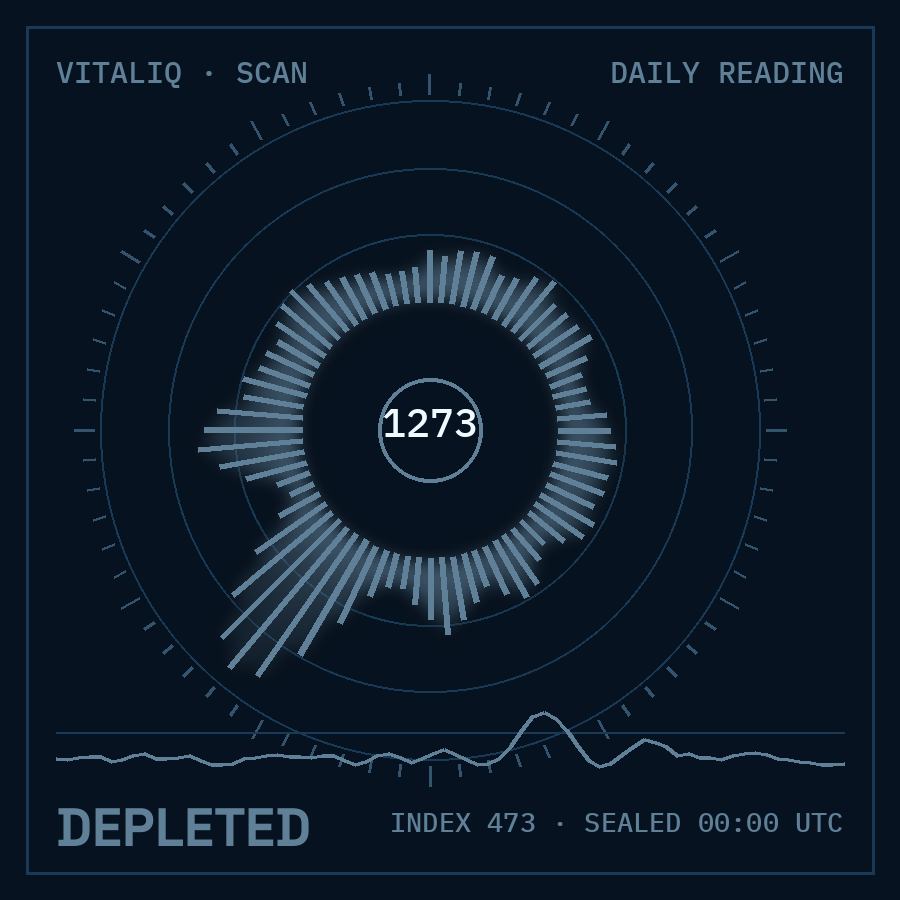 VITALIQ · SCAN
DAILY READING
1273
DEPLETED
INDEX 473 · SEALED 00:00 UTC